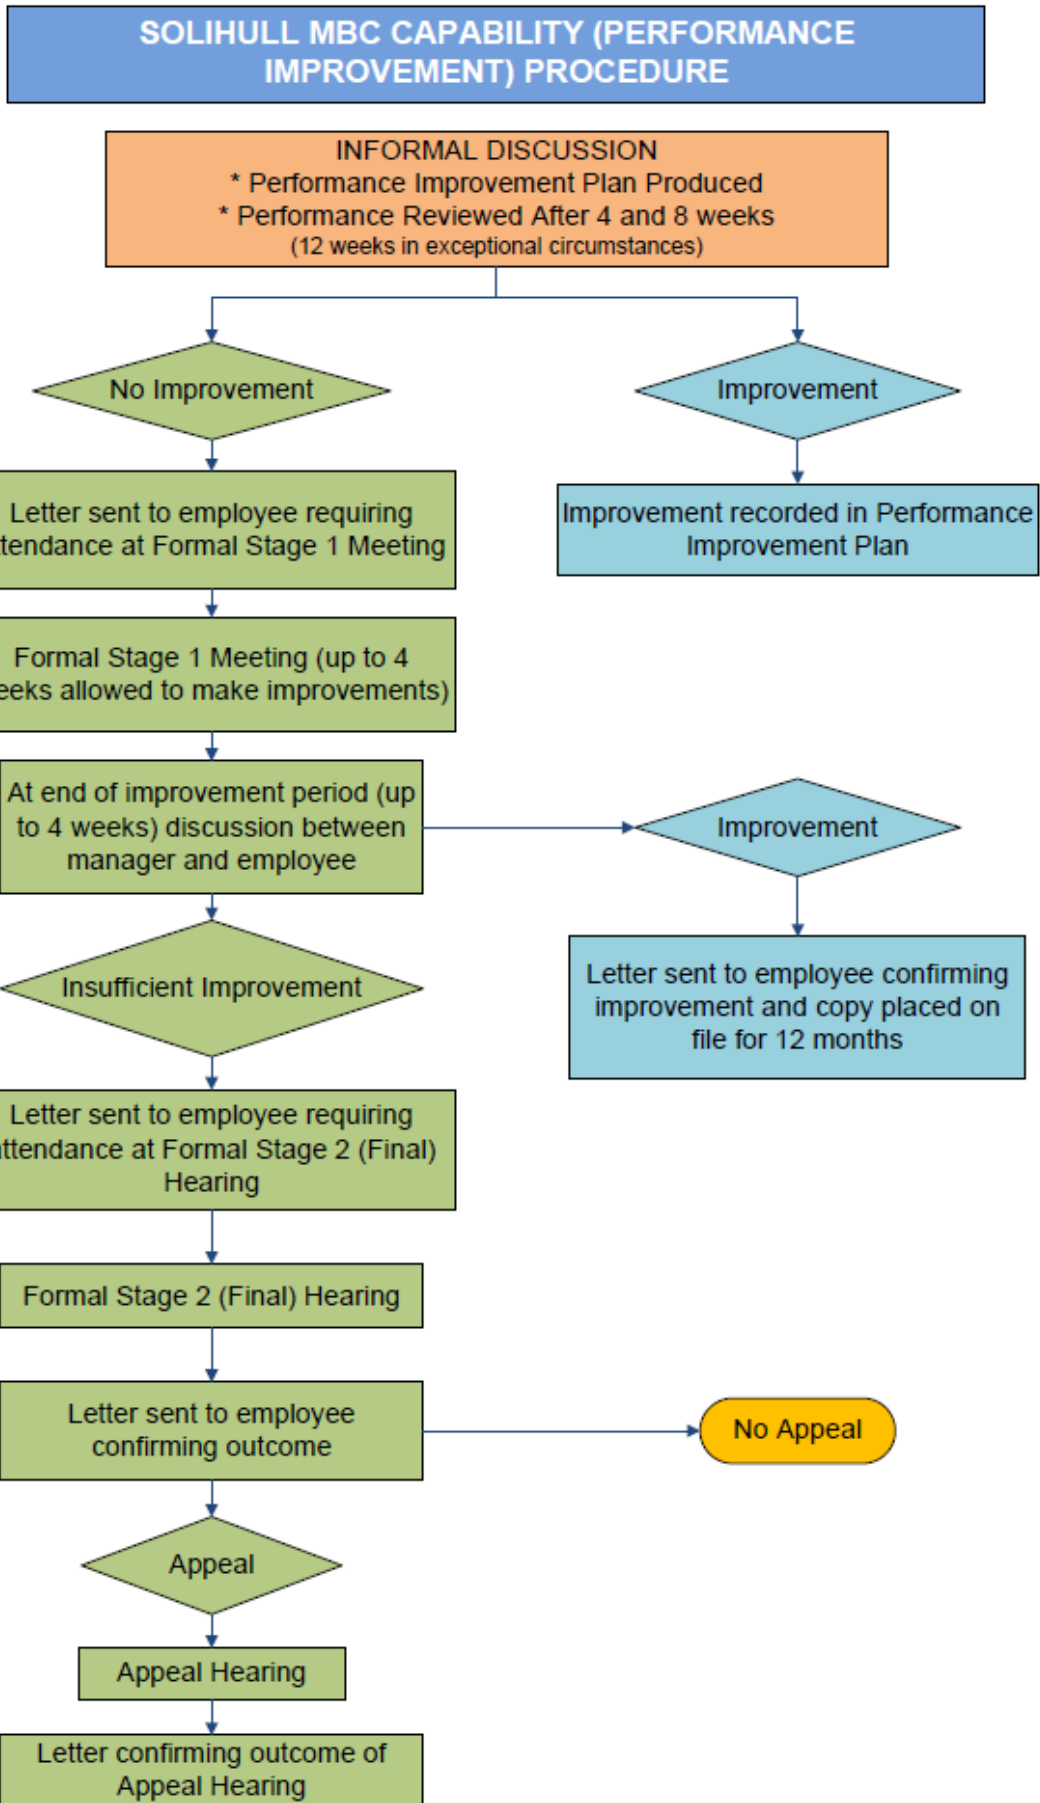 SOLIHULL MBC CAPABILITY (PERFORMANCE
IMPROVEMENT) PROCEDURE
INFORMAL DISCUSSION
* Performance Improvement Plan Produced
* Performance Reviewed After 4 and 8 weeks
(12 weeks in exceptional circumstances)
No Improvement
Improvement
Letter sent to employee requiring
ttendance at Formal Stage 1 Meeting
Improvement recorded in Performance
Improvement Plan
Formal Stage 1 Meeting (up to 4
eeks allowed to make improvements)
At end of improvement period (up
to 4 weeks) discussion between
manager and employee
Improvement
Insufficient Improvement
Letter sent to employee confirming
improvement and copy placed on
file for 12 months
Letter sent to employee requiring
attendance at Formal Stage 2 (Final)
Hearing
Formal Stage 2 (Final) Hearing
Letter sent to employee
confirming outcome
No Appeal
Appeal
Appeal Hearing
Letter confirming outcome of
Appeal Hearing